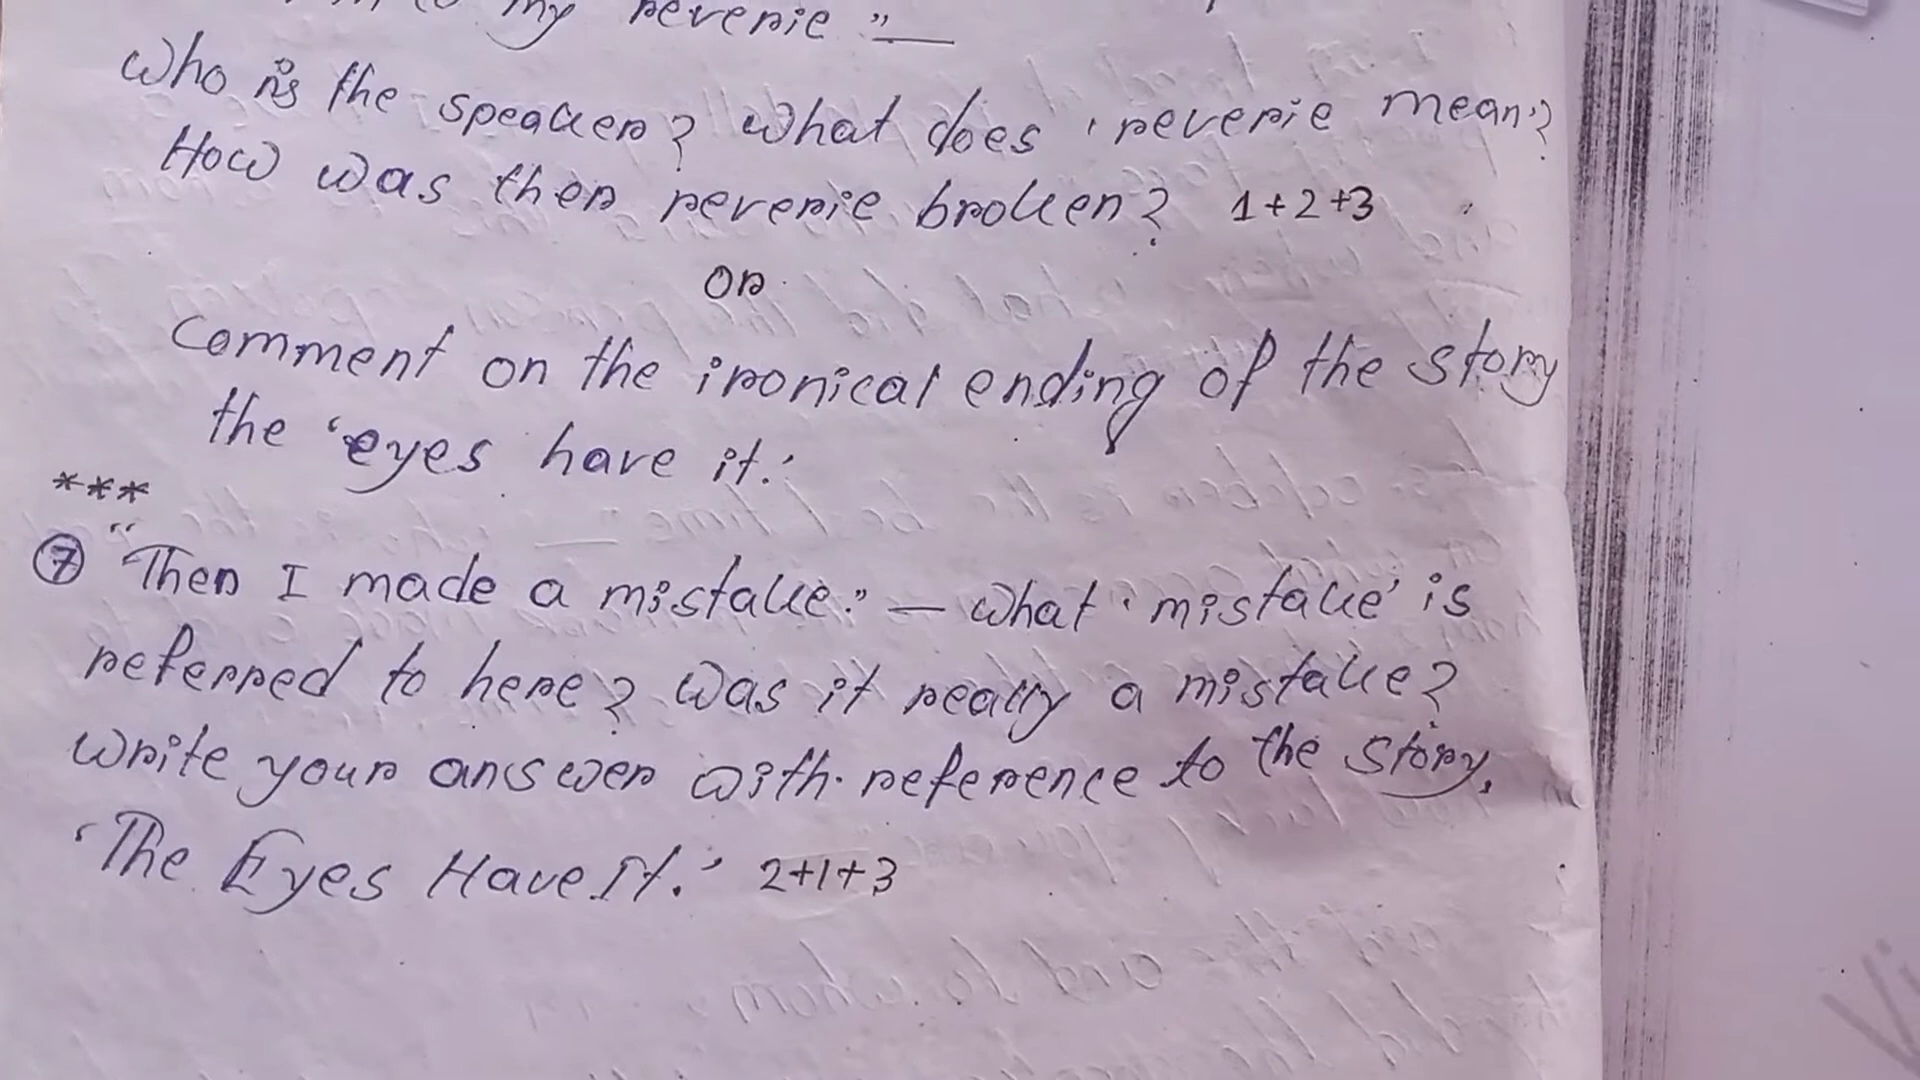 my reverie"—
Who is the speaker? What does 'reverie mean'?
How was then reverie broken? 1+2+3
OR
Comment on the ironical ending of the story
the 'eyes have it.'
***
⑦ "Then I made a mistake." — What 'mistake' is
referred to here? Was it really a mistake?
Write your answer with reference to the story.
'The Eyes Have It.' 2+1+3